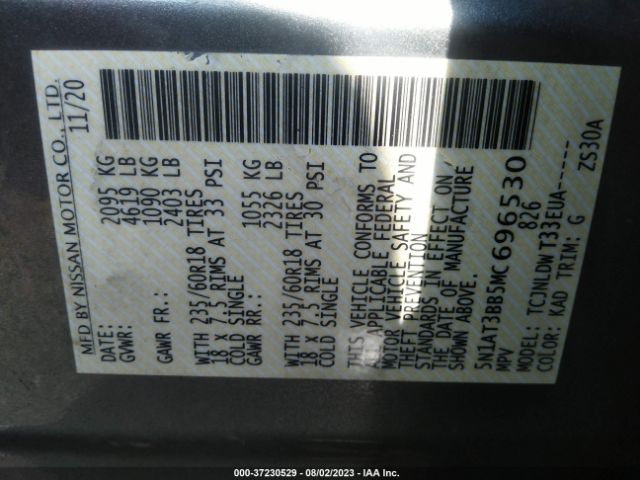 MFD BY NISSAN MOTOR CO., LTD.
DATE: 11/20
GVWR: 2095 KG
4619 LB
GAWR FR.: 1090 KG
2403 LB
WITH 235/60R18 TIRES
18 X 7.5 RIMS AT 33 PSI
COLD SINGLE
GAWR RR.: 1055 KG
2326 LB
WITH 235/60R18 TIRES
18 X 7.5 RIMS AT 30 PSI
COLD SINGLE
THIS VEHICLE CONFORMS TO
ALL APPLICABLE FEDERAL
MOTOR VEHICLE SAFETY AND
THEFT PREVENTION
STANDARDS IN EFFECT ON
THE DATE OF MANUFACTURE
SHOWN ABOVE.
5N1AT3BB5MC696530
MPV 826
MODEL: TCJNLDWT33EUA------
COLOR: KAD TRIM: G ZS30A
000-37230529 - 08/02/2023 - IAA Inc.